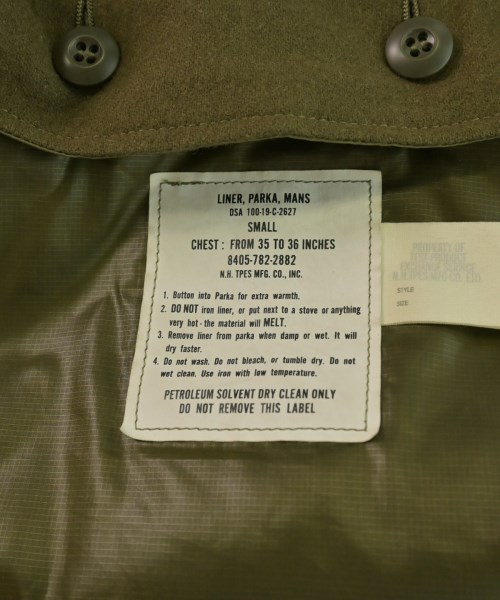 LINER, PARKA, MANS
DSA 100-19-C-2627
SMALL
CHEST: FROM 35 TO 36 INCHES
8405-782-2882
N.H. TPES MFG. CO., INC.
1. Button into Parka for extra warmth.
2. DO NOT iron liner, or put next to a stove or anything
very hot - the material will MELT.
3. Remove liner from parka when damp or wet. It will
dry faster.
4. Do not wash. Do not bleach, or tumble dry. Do not
wet clean. Use iron with low temperature.
PETROLEUM SOLVENT DRY CLEAN ONLY
DO NOT REMOVE THIS LABEL
PROPERTY OF
STYLE
SIZE